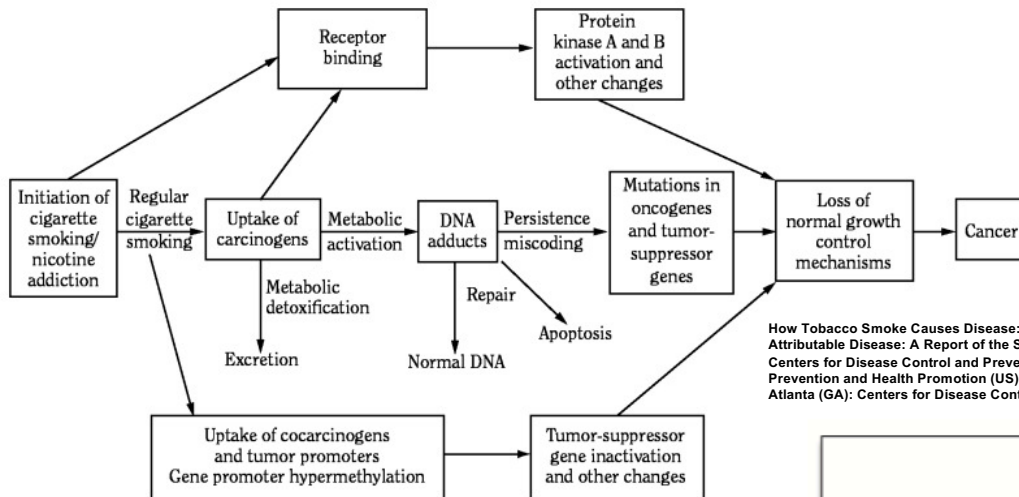 Receptor
binding
Protein
kinase A and B
activation and
other changes
Initiation of
cigarette
smoking/
nicotine
addiction
Regular
cigarette
smoking
Uptake of
carcinogens
Metabolic
activation
DNA
adducts
Persistence
miscoding
Mutations in
oncogenes
and tumor-
suppressor
genes
Loss of
normal growth
control
mechanisms
Cancer
Metabolic
detoxification
Excretion
Repair
Normal DNA
Apoptosis
Uptake of cocarcinogens
and tumor promoters
Gene promoter hypermethylation
Tumor-suppressor
gene inactivation
and other changes
How Tobacco Smoke Causes Disease:
Attributable Disease: A Report of the S
Centers for Disease Control and Preve
Prevention and Health Promotion (US)
Atlanta (GA): Centers for Disease Cont